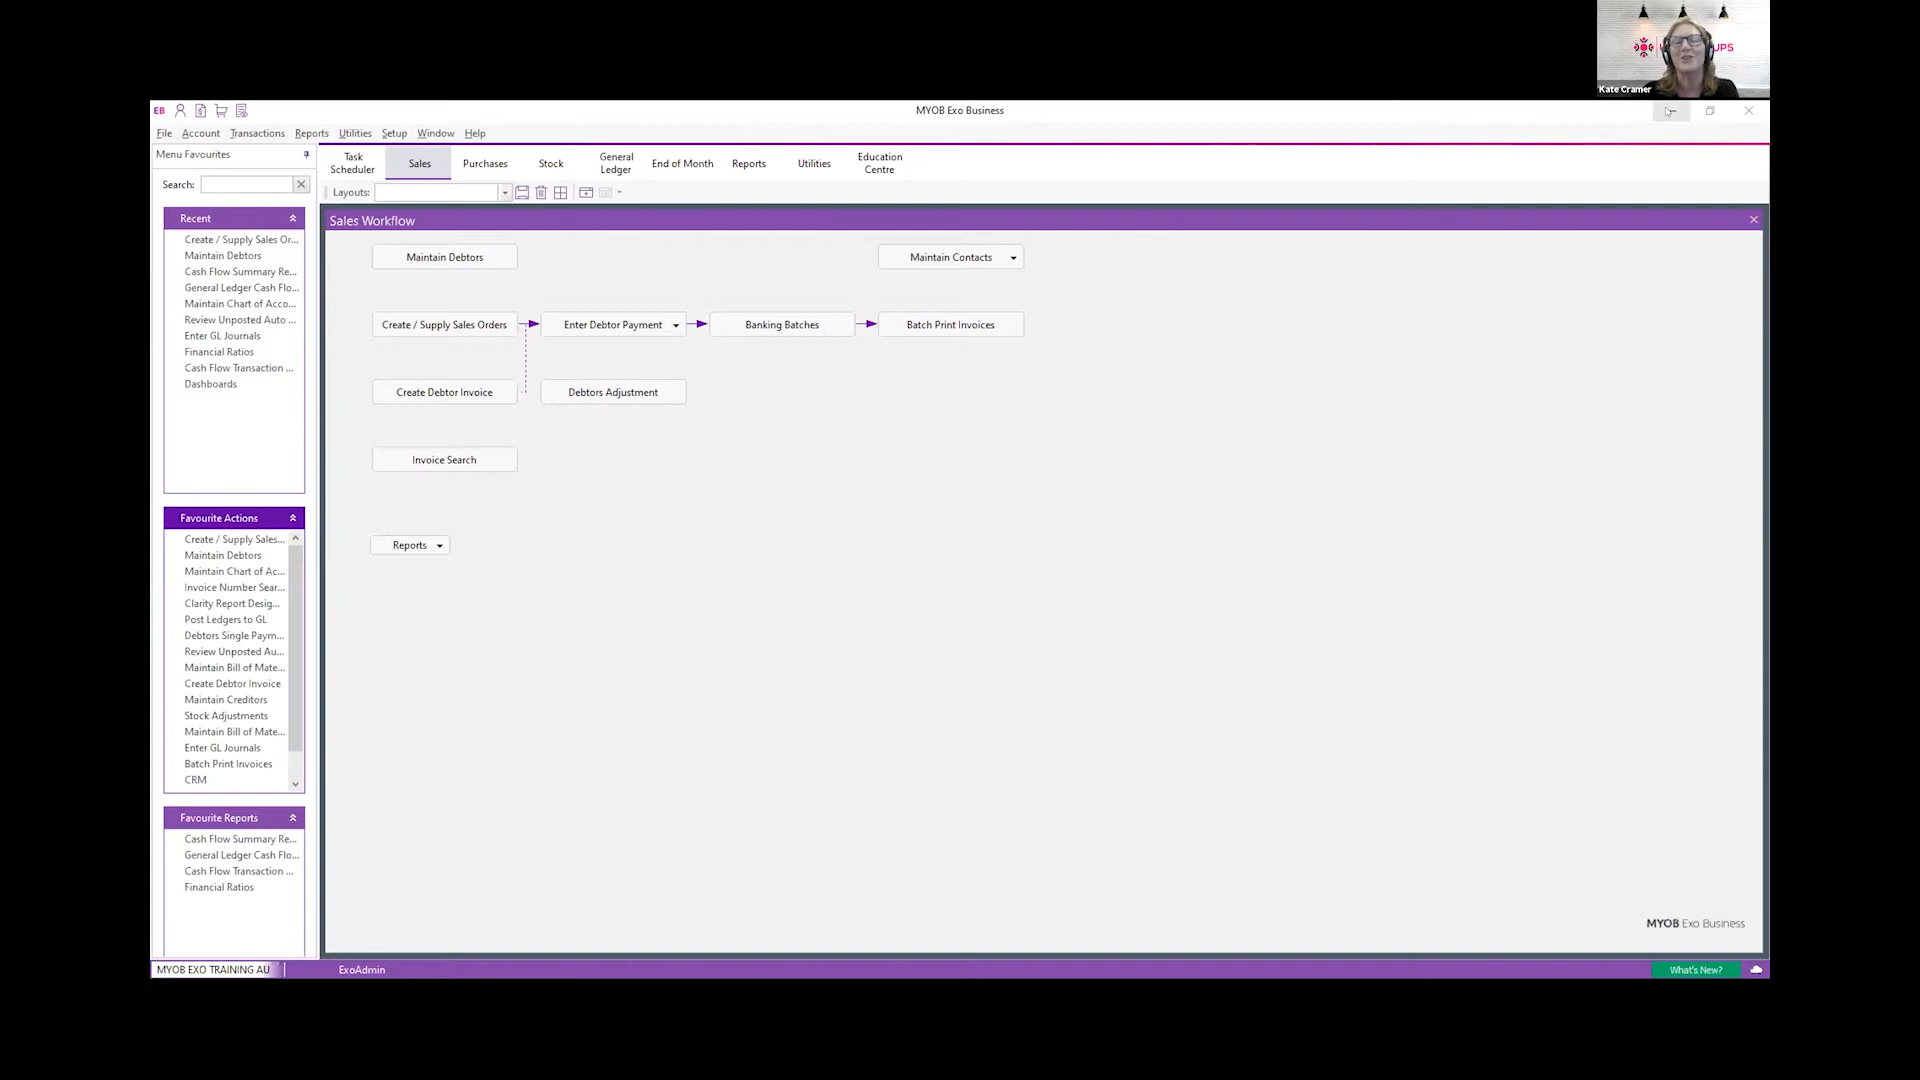 UPS
Kate Cramer
EB
MYOB Exo Business
File Account Transactions Reports Utilities Setup Window Help
Menu Favourites
Task Scheduler
Sales
Purchases
Stock
General Ledger
End of Month
Reports
Utilities
Education Centre
Search:
Layouts:
Recent
Create / Supply Sales Or...
Maintain Debtors
Cash Flow Summary Re...
General Ledger Cash Flo...
Maintain Chart of Acco...
Review Unposted Auto ...
Enter GL Journals
Financial Ratios
Cash Flow Transaction ...
Dashboards
Favourite Actions
Create / Supply Sales...
Maintain Debtors
Maintain Chart of Ac...
Invoice Number Sear...
Clarity Report Desig...
Post Ledgers to GL
Debtors Single Paym...
Review Unposted Au...
Maintain Bill of Mate...
Create Debtor Invoice
Maintain Creditors
Stock Adjustments
Maintain Bill of Mate...
Enter GL Journals
Batch Print Invoices
CRM
Favourite Reports
Cash Flow Summary Re...
General Ledger Cash Flo...
Cash Flow Transaction ...
Financial Ratios
Sales Workflow
Maintain Debtors
Maintain Contacts
Create / Supply Sales Orders
Enter Debtor Payment
Banking Batches
Batch Print Invoices
Create Debtor Invoice
Debtors Adjustment
Invoice Search
Reports
MYOB Exo Business
MYOB EXO TRAINING AU
ExoAdmin
What's New?